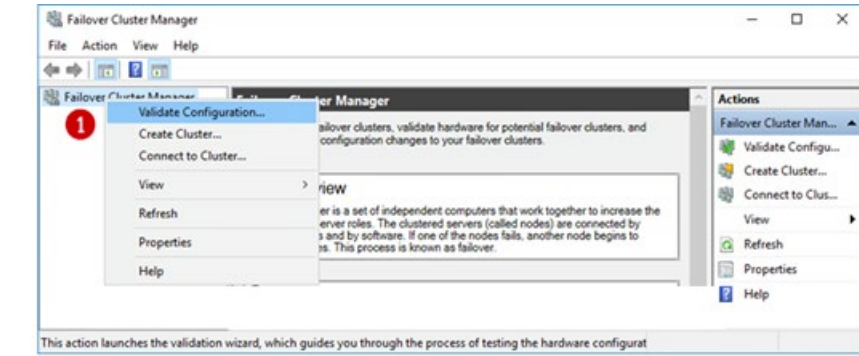 Failover Cluster Manager
File Action View Help
Failover Cluster Manager
1
Validate Configuration...
Create Cluster...
Connect to Cluster...
View
Refresh
Properties
Help
er Manager
ailover clusters, validate hardware for potential failover clusters, and
configuration changes to your failover clusters.
view
er is a set of independent computers that work together to increase the
erver roles. The clustered servers (called nodes) are connected by
s and by software. If one of the nodes fails, another node begins to
es. This process is known as failover.
Actions
Failover Cluster Man...
Validate Configu...
Create Cluster...
Connect to Clus...
View
Refresh
Properties
Help
This action launches the validation wizard, which guides you through the process of testing the hardware configurat